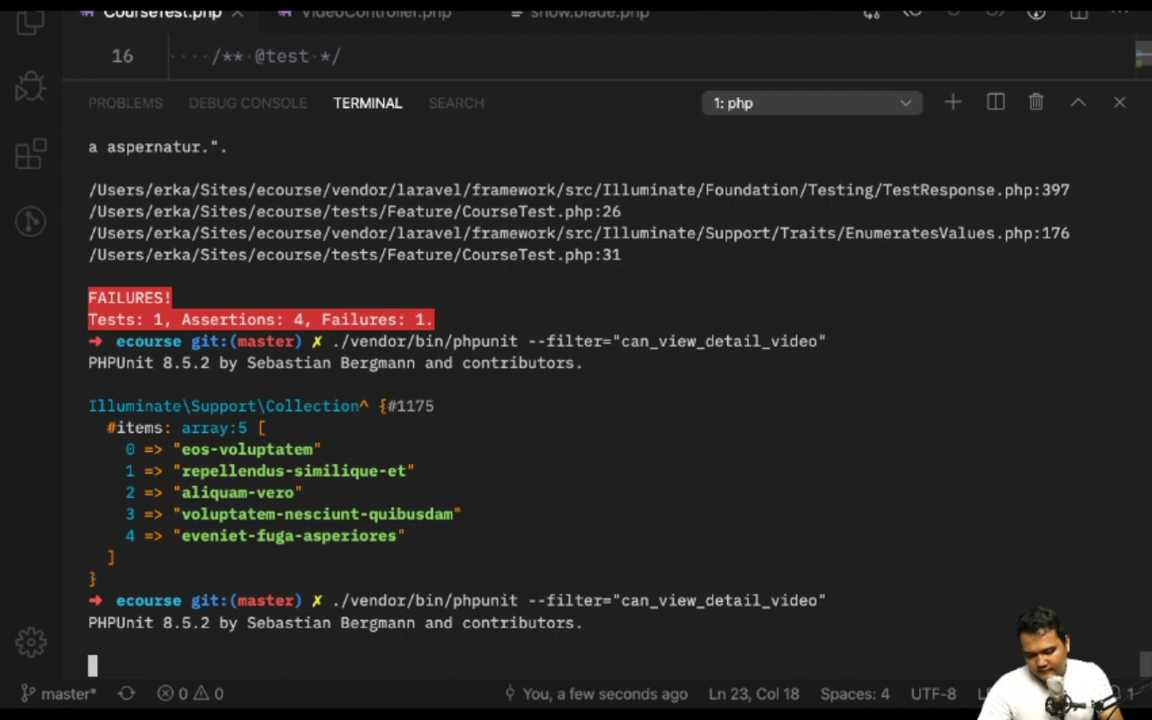 CourseTest.php VideoController.php show.blade.php
16 /** @test */
PROBLEMS DEBUG CONSOLE TERMINAL SEARCH 1: php
a aspernatur.".
/Users/erka/Sites/ecourse/vendor/laravel/framework/src/Illuminate/Foundation/Testing/TestResponse.php:397
/Users/erka/Sites/ecourse/tests/Feature/CourseTest.php:26
/Users/erka/Sites/ecourse/vendor/laravel/framework/src/Illuminate/Support/Traits/EnumeratesValues.php:176
/Users/erka/Sites/ecourse/tests/Feature/CourseTest.php:31
FAILURES!
Tests: 1, Assertions: 4, Failures: 1.
➜ ecourse git:(master) ✗ ./vendor/bin/phpunit --filter="can_view_detail_video"
PHPUnit 8.5.2 by Sebastian Bergmann and contributors.
Illuminate\Support\Collection^ {#1175
#items: array:5 [
0 => "eos-voluptatem"
1 => "repellendus-similique-et"
2 => "aliquam-vero"
3 => "voluptatem-nesciunt-quibusdam"
4 => "eveniet-fuga-asperiores"
]
}
➜ ecourse git:(master) ✗ ./vendor/bin/phpunit --filter="can_view_detail_video"
PHPUnit 8.5.2 by Sebastian Bergmann and contributors.
master* 0 0 You, a few seconds ago Ln 23, Col 18 Spaces: 4 UTF-8 1